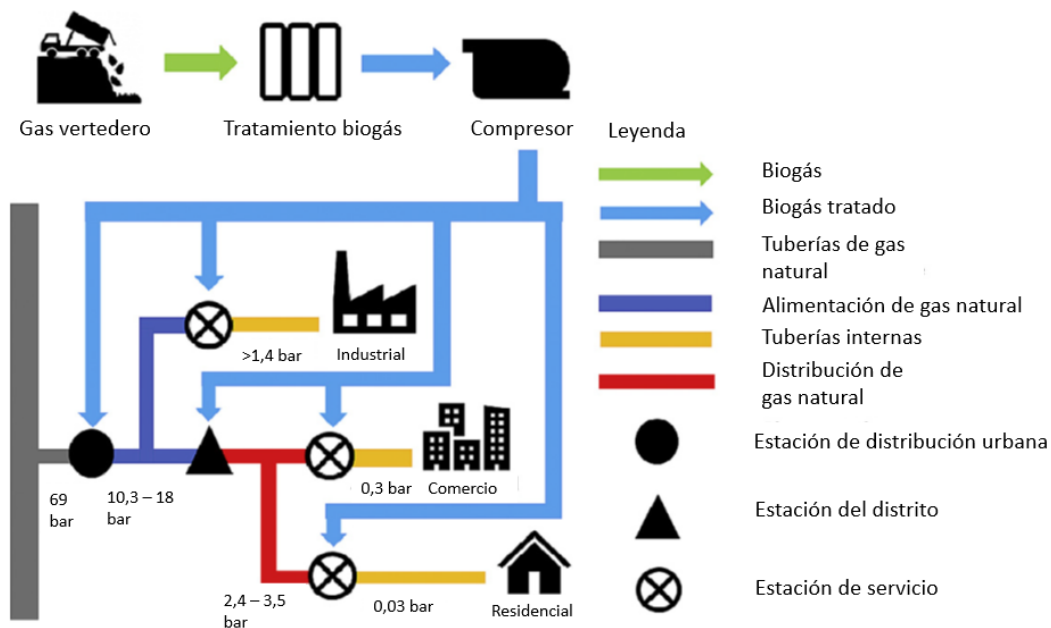 Gas vertedero
Tratamiento biogás
Compresor
Leyenda
Biogás
Biogás tratado
Tuberías de gas
natural
Alimentación de gas natural
Tuberías internas
Distribución de
gas natural
Estación de distribución urbana
Estación del distrito
Estación de servicio
>1,4 bar
Industrial
69
bar
10,3 – 18
bar
0,3 bar
Comercio
2,4 – 3,5
bar
0,03 bar
Residencial